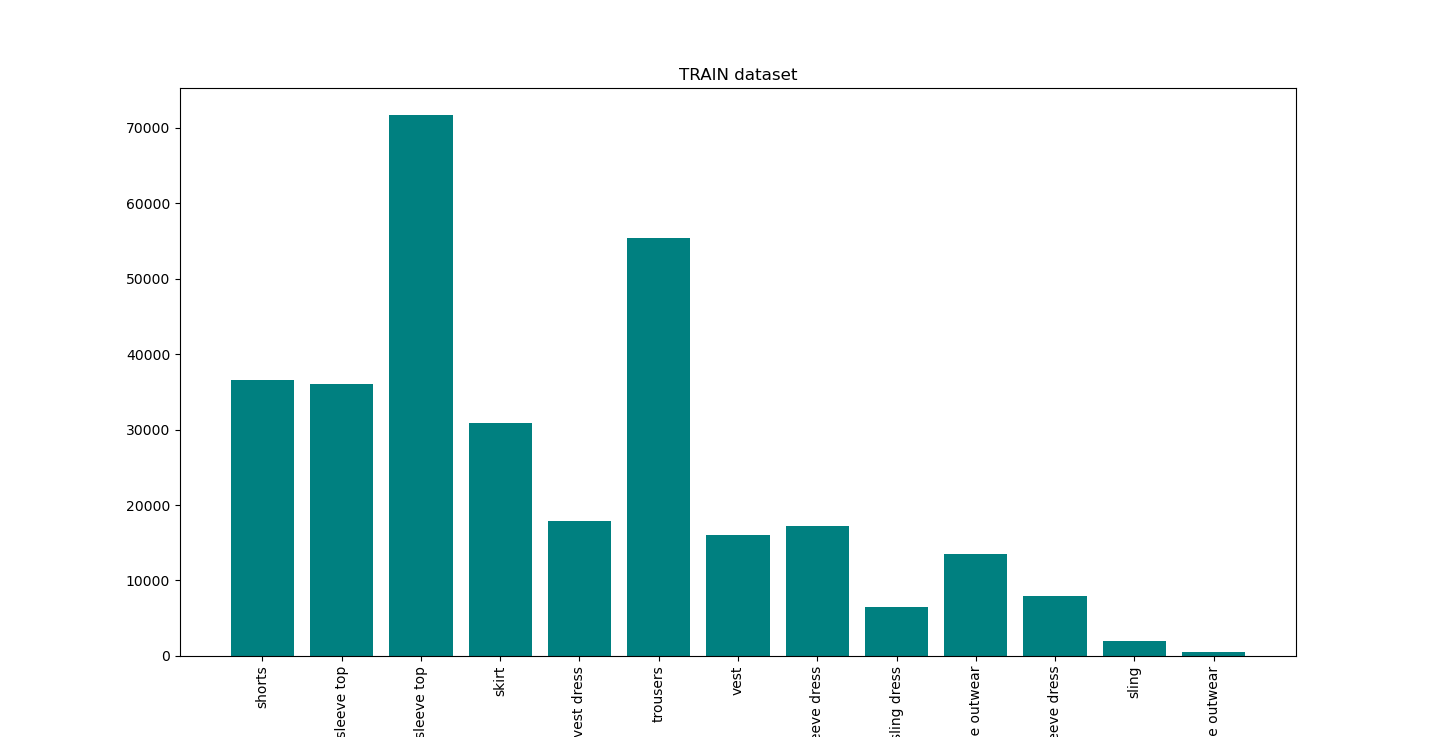 TRAIN dataset
70000
60000
50000
40000
30000
20000
10000
0
shorts
sleeve top
sleeve top
skirt
vest dress
trousers
vest
eeve dress
sling dress
e outwear
eeve dress
sling
e outwear